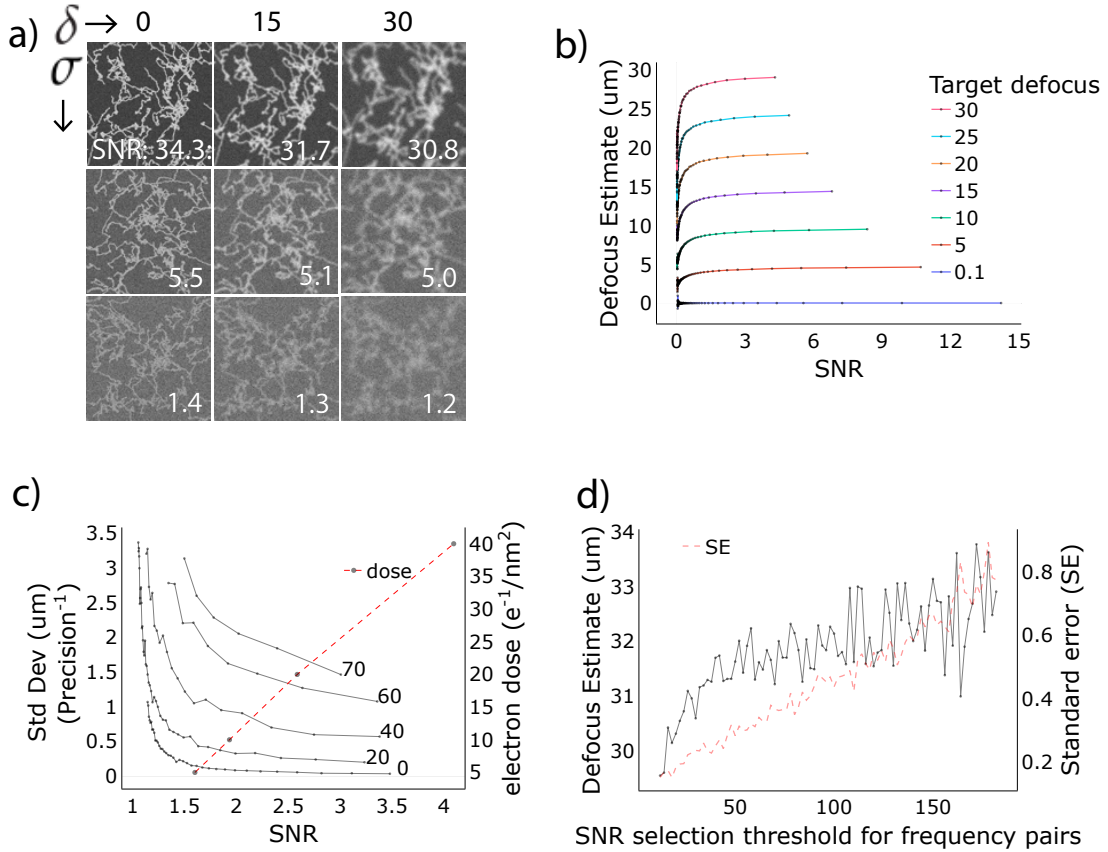 a)
δ → 0 15 30
σ
↓
SNR: 34.3: 31.7 30.8
5.5 5.1 5.0
1.4 1.3 1.2
b)
Defocus Estimate (um)
30
25
20
15
10
5
0
0 3 6 9 12 15
SNR
Target defocus
30
25
20
15
10
5
0.1
c)
Std Dev (um)
(Precision⁻¹)
3.5
3
2.5
2
1.5
1
0.5
0
1 1.5 2 2.5 3 3.5 4
SNR
dose
70
60
40
20
0
40
35
30
25
20
15
10
5
electron dose (e⁻¹/nm²)
d)
Defocus Estimate (um)
34
33
32
31
30
SE
50 100 150
SNR selection threshold for frequency pairs
0.8
0.6
0.4
0.2
Standard error (SE)